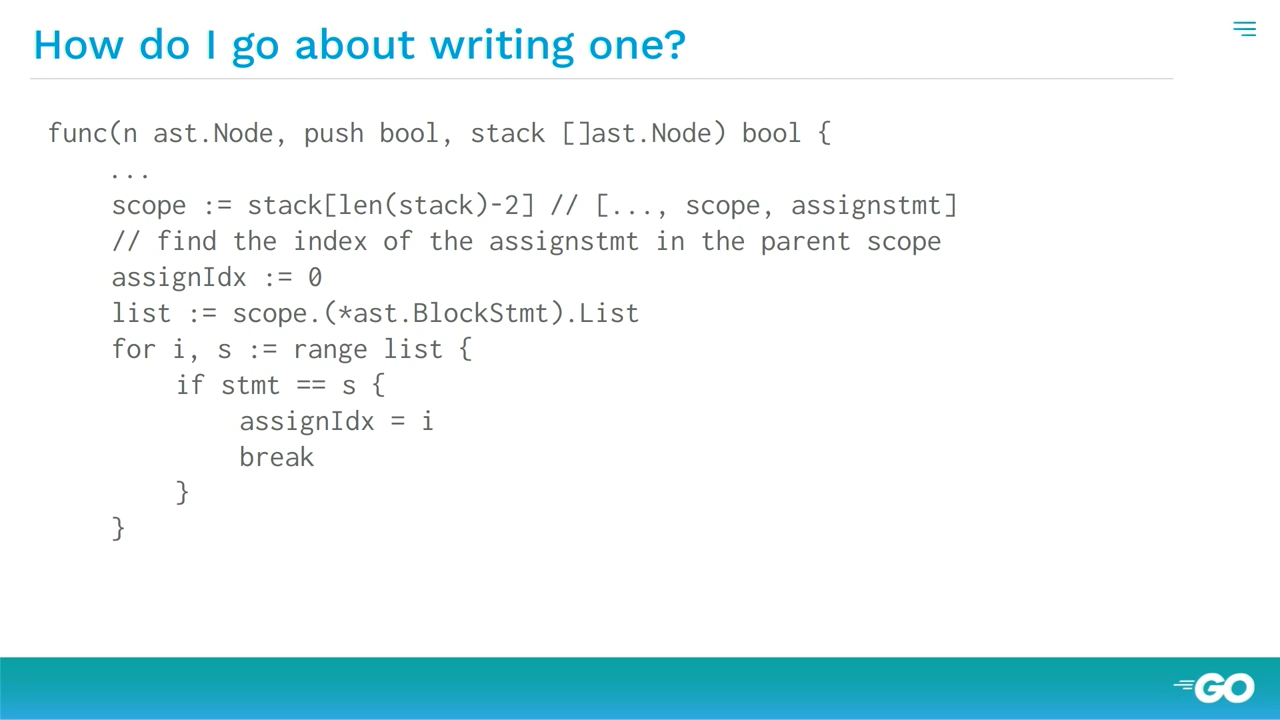 How do I go about writing one?
func(n ast.Node, push bool, stack []ast.Node) bool {
...
scope := stack[len(stack)-2] // [..., scope, assignstmt]
// find the index of the assignstmt in the parent scope
assignIdx := 0
list := scope.(*ast.BlockStmt).List
for i, s := range list {
if stmt == s {
assignIdx = i
break
}
}
GO